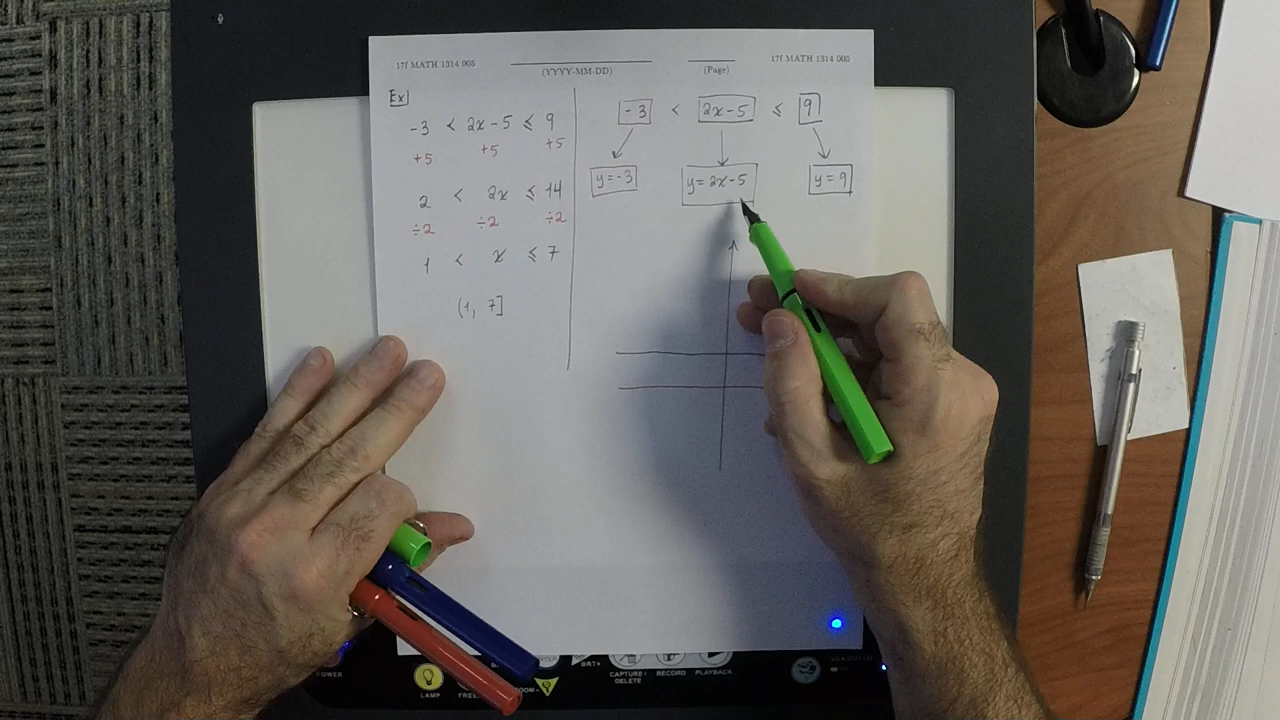 17f MATH 1314 005
(YYYY-MM-DD)
(Page)
17f MATH 1314 005
Ex
-3 < 2x-5 ≤ 9
+5 +5 +5
2 < 2x ≤ 14
÷2 ÷2 ÷2
1 < x ≤ 7
(1, 7]
-3 < 2x-5 ≤ 9
y=-3 y=2x-5 y=9
POWER
LAMP
BRT+
CAPTURE/
DELETE
RECORD
PLAYBACK